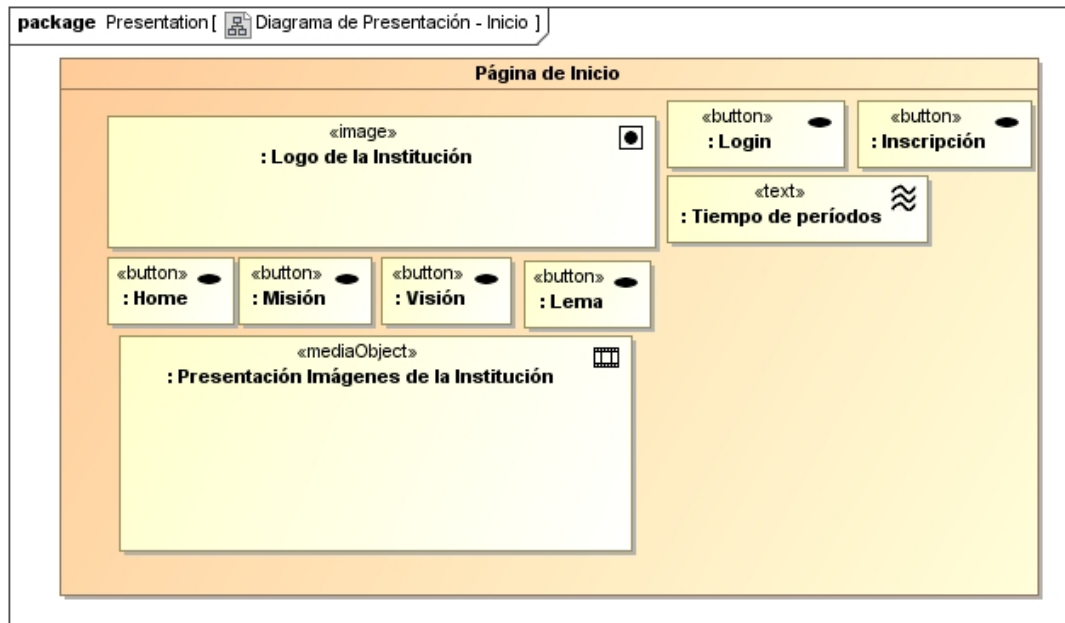 package Presentation [ Diagrama de Presentación - Inicio ]
Página de Inicio
«image»
: Logo de la Institución
«button»
: Login
«button»
: Inscripción
«text»
: Tiempo de períodos
«button»
: Home
«button»
: Misión
«button»
: Visión
«button»
: Lema
«mediaObject»
: Presentación Imágenes de la Institución